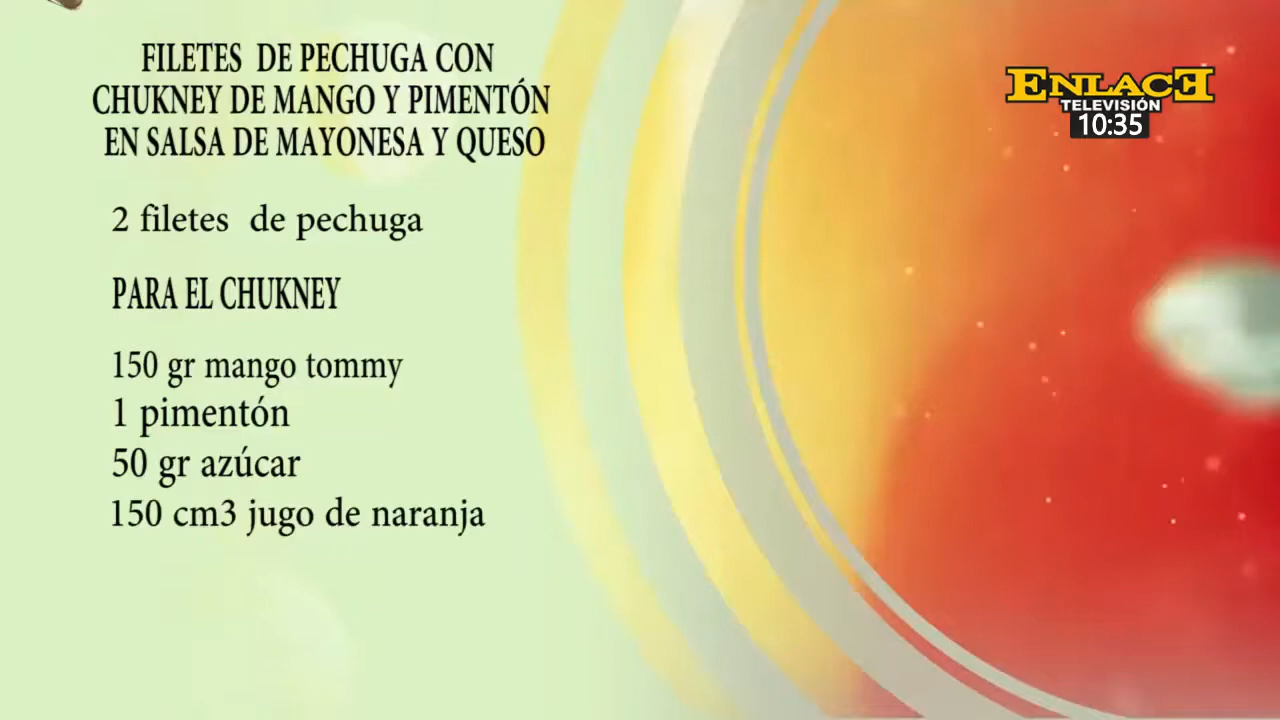 FILETES DE PECHUGA CON
CHUKNEY DE MANGO Y PIMENTÓN
EN SALSA DE MAYONESA Y QUESO
2 filetes de pechuga
PARA EL CHUKNEY
150 gr mango tommy
1 pimentón
50 gr azúcar
150 cm3 jugo de naranja
ENLACE
TELEVISIÓN
10:35